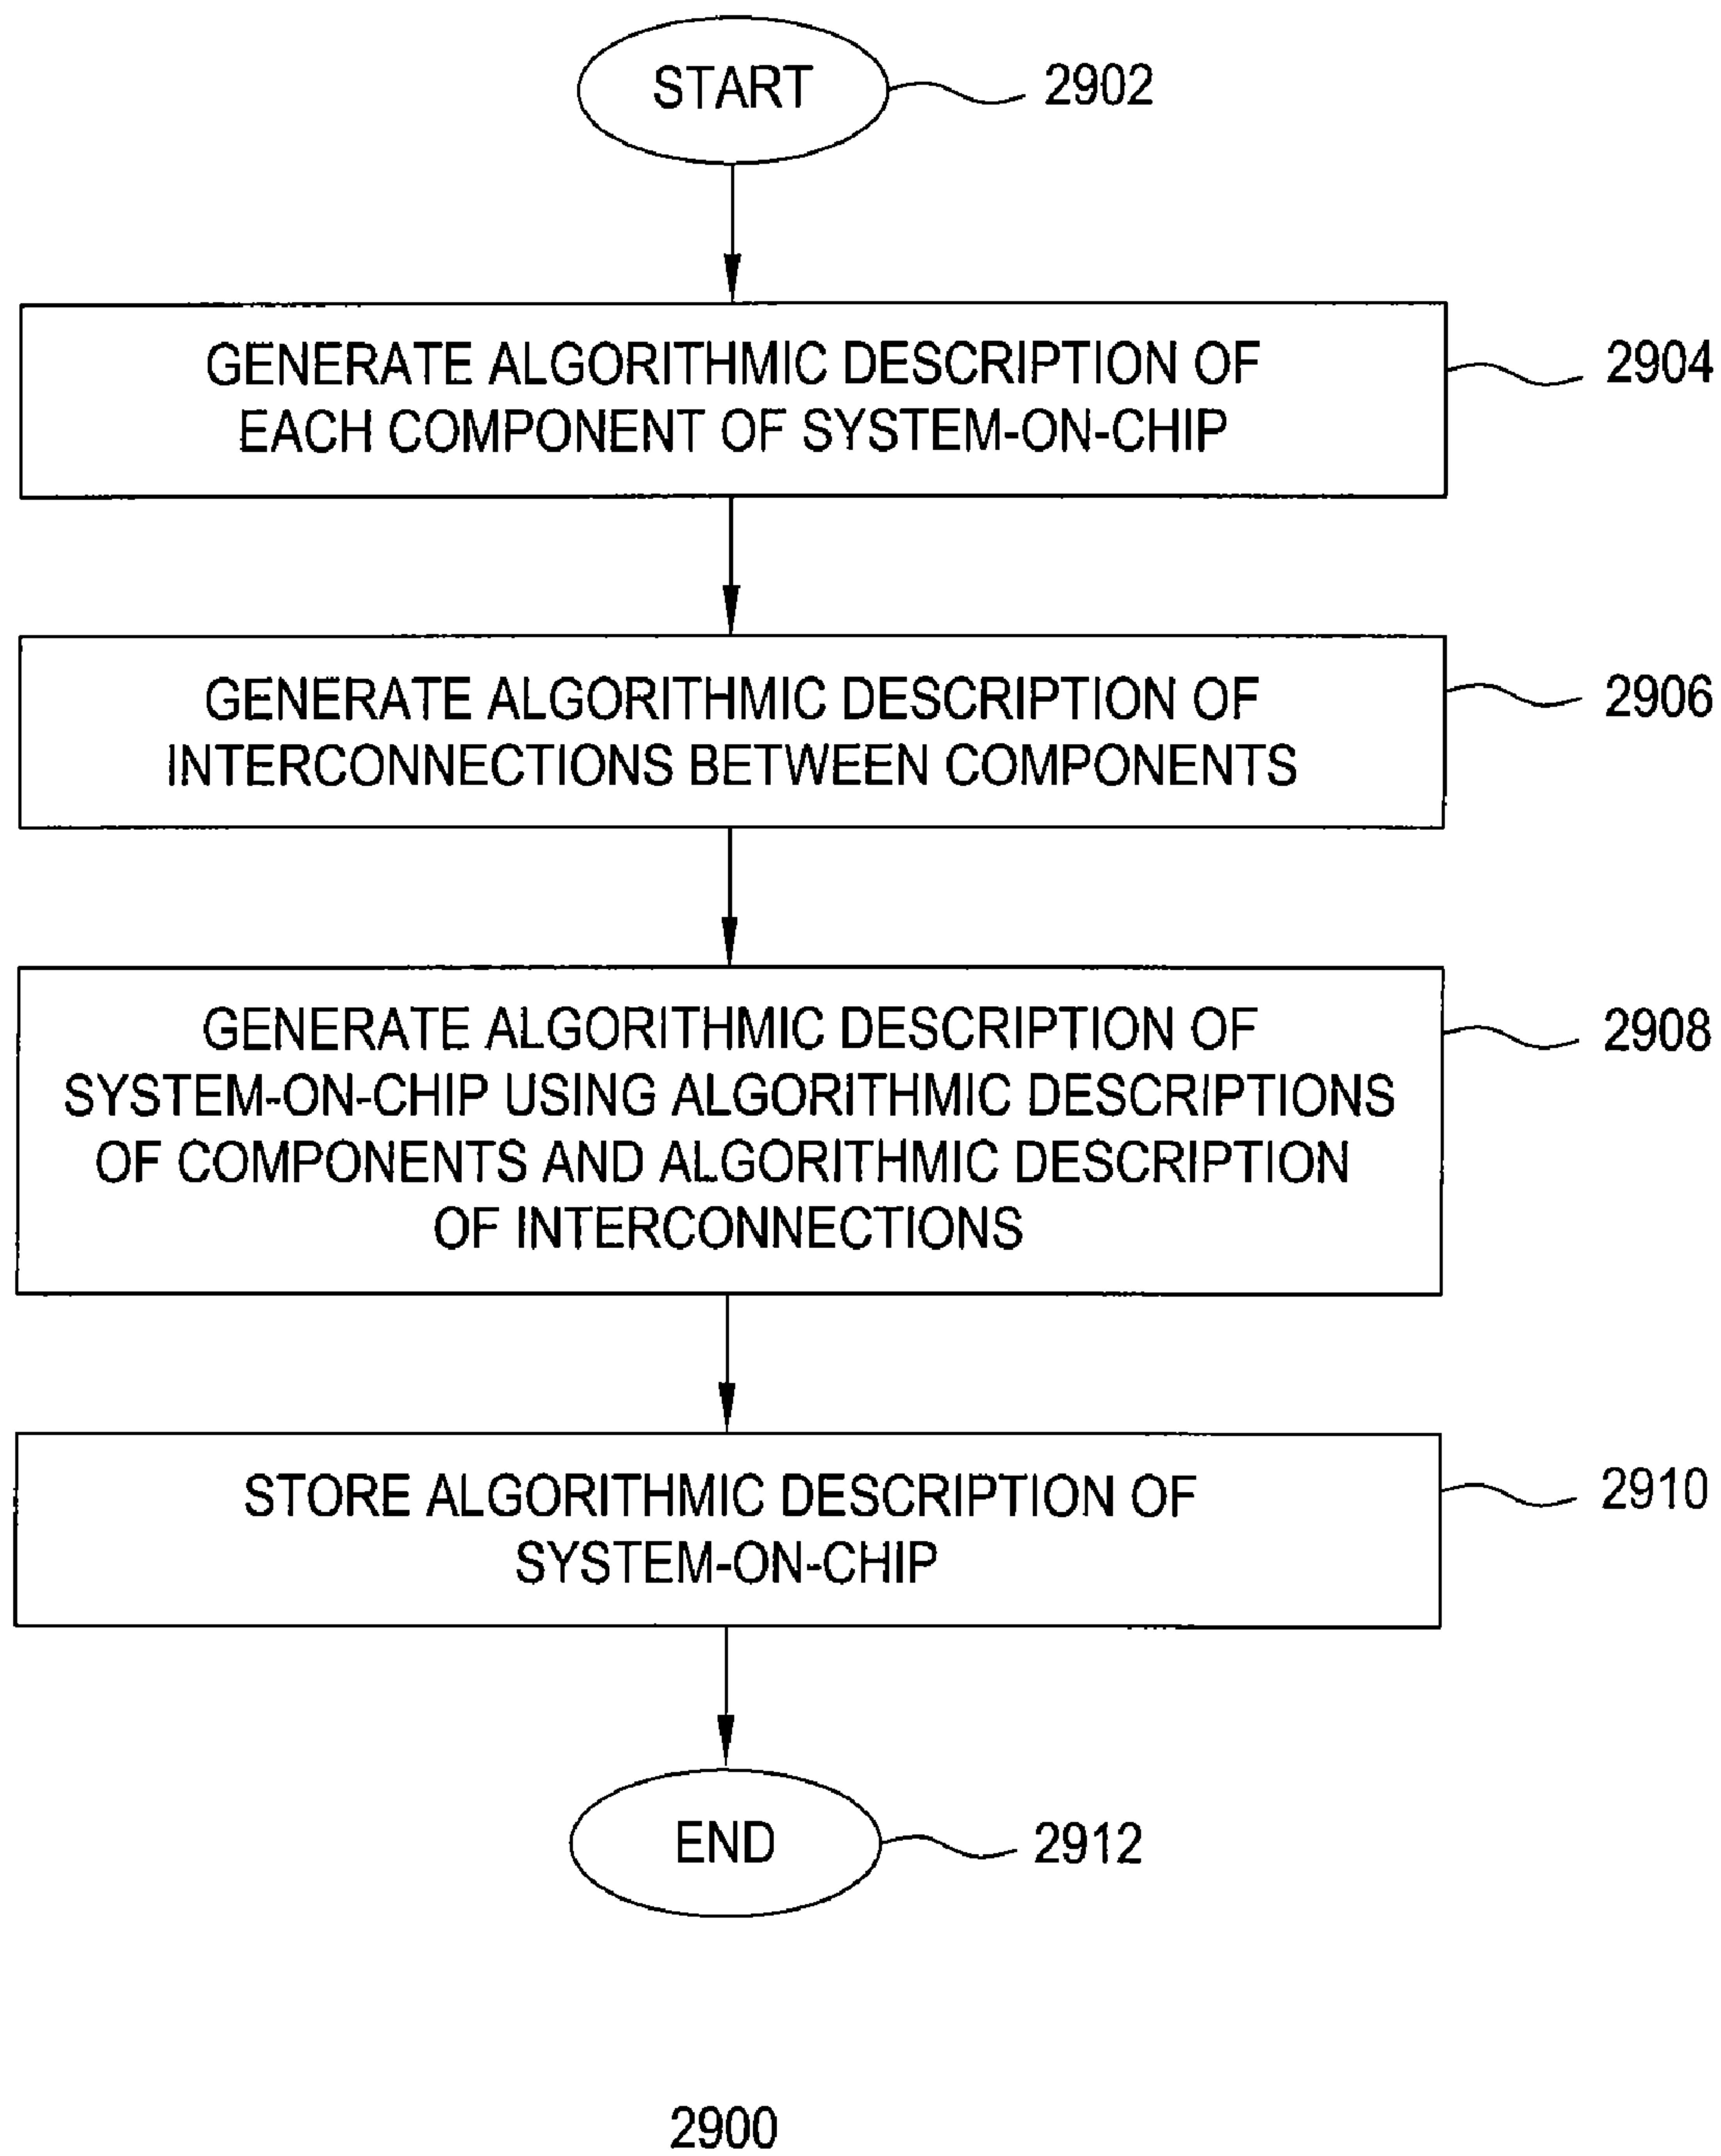 START
2902
GENERATE ALGORITHMIC DESCRIPTION OF
EACH COMPONENT OF SYSTEM-ON-CHIP
2904
GENERATE ALGORITHMIC DESCRIPTION OF
INTERCONNECTIONS BETWEEN COMPONENTS
2906
GENERATE ALGORITHMIC DESCRIPTION OF
SYSTEM-ON-CHIP USING ALGORITHMIC DESCRIPTIONS
OF COMPONENTS AND ALGORITHMIC DESCRIPTION
OF INTERCONNECTIONS
2908
STORE ALGORITHMIC DESCRIPTION OF
SYSTEM-ON-CHIP
2910
END
2912
2900